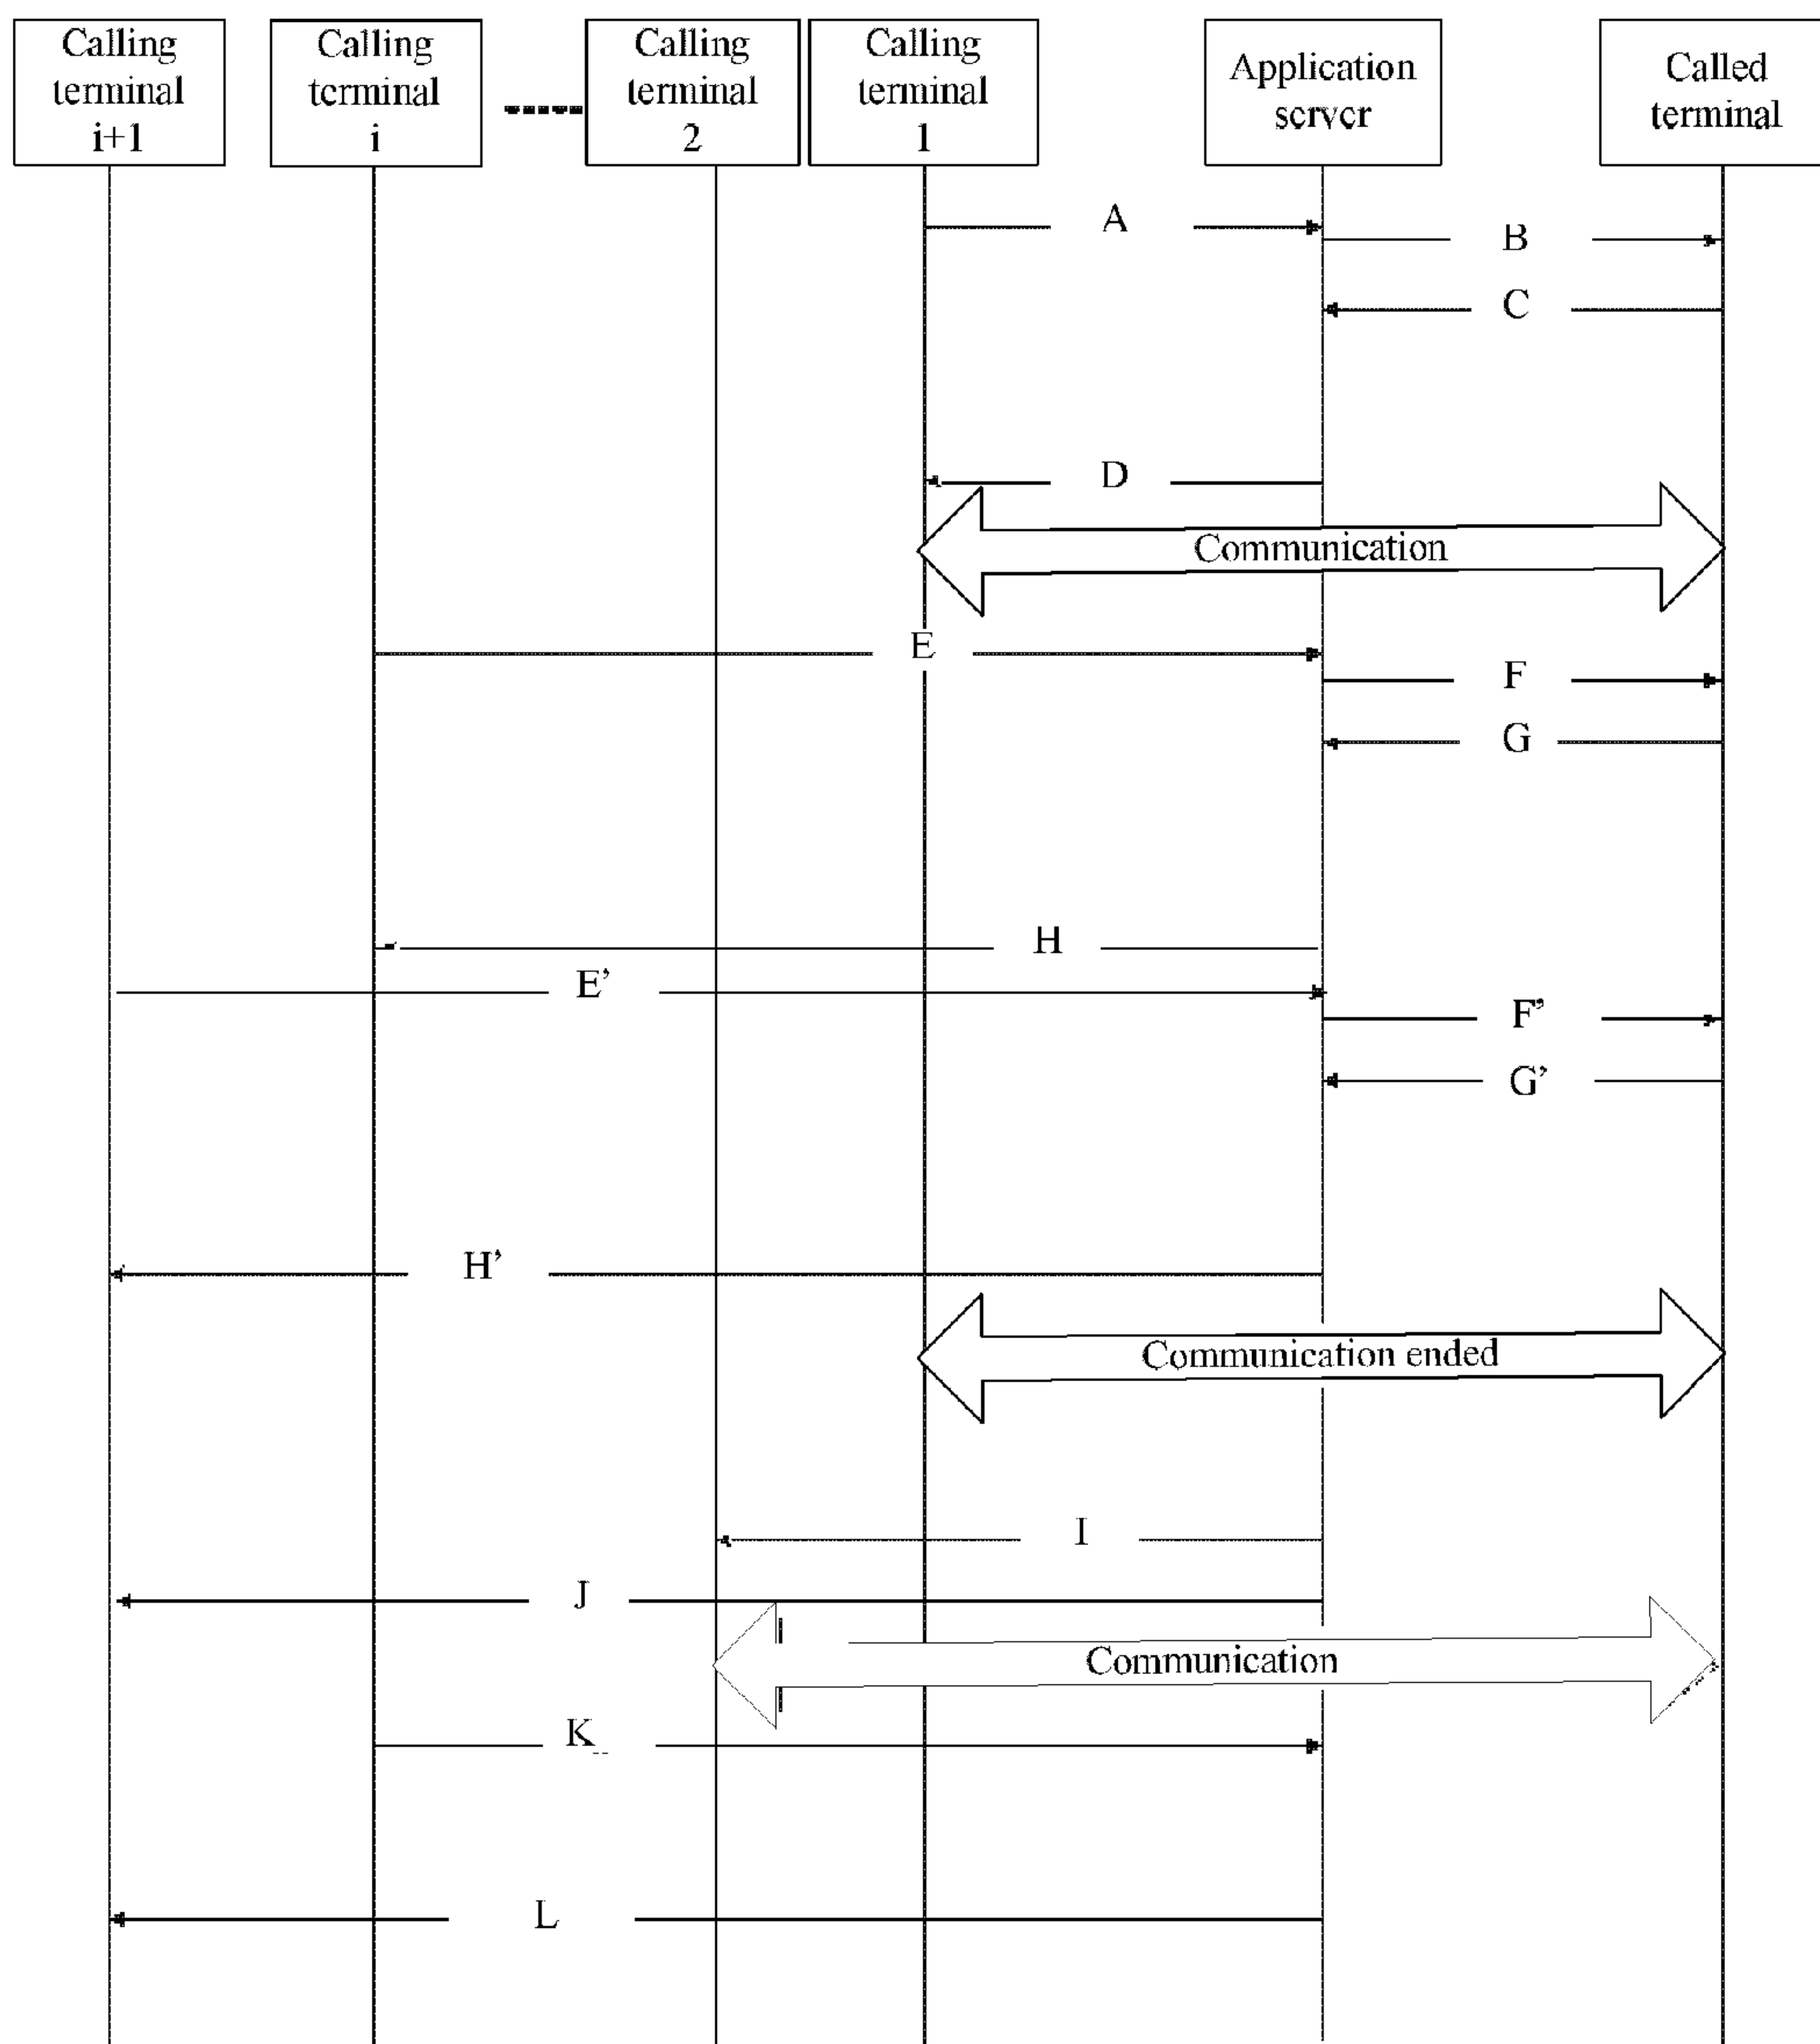 Calling
terminal
i+1
Calling
terminal
i
Calling
terminal
2
Calling
terminal
1
Application
server
Called
terminal
A
B
C
D
Communication
E
F
G
H
E’
F’
G’
H’
Communication ended
I
J
Communication
K
L